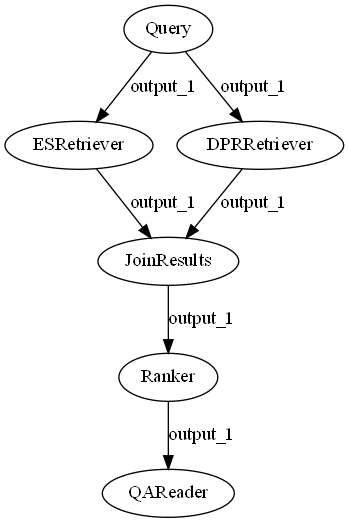 Query
output_1
output_1
ESRetriever
DPRRetriever
output_1
output_1
JoinResults
output_1
Ranker
output_1
QAReader